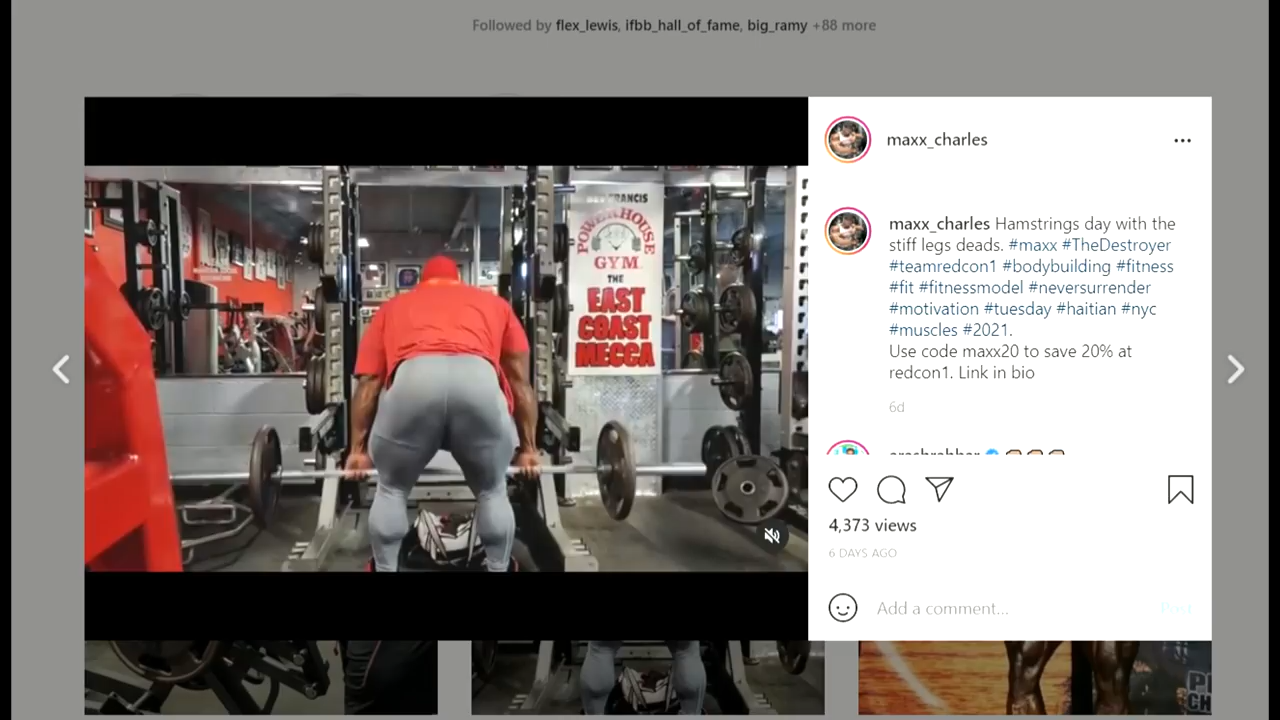 Followed by flex_lewis, ifbb_hall_of_fame, big_ramy +88 more
maxx_charles
maxx_charles Hamstrings day with the
stiff legs deads. #maxx #TheDestroyer
#teamredcon1 #bodybuilding #fitness
#fit #fitnessmodel #neversurrender
#motivation #tuesday #haitian #nyc
#muscles #2021.
Use code maxx20 to save 20% at
redcon1. Link in bio
6d
4,373 views
6 DAYS AGO
Add a comment...
Post
FRANCIS
POWERHOUSE
GYM
THE
EAST
COAST
MECCA